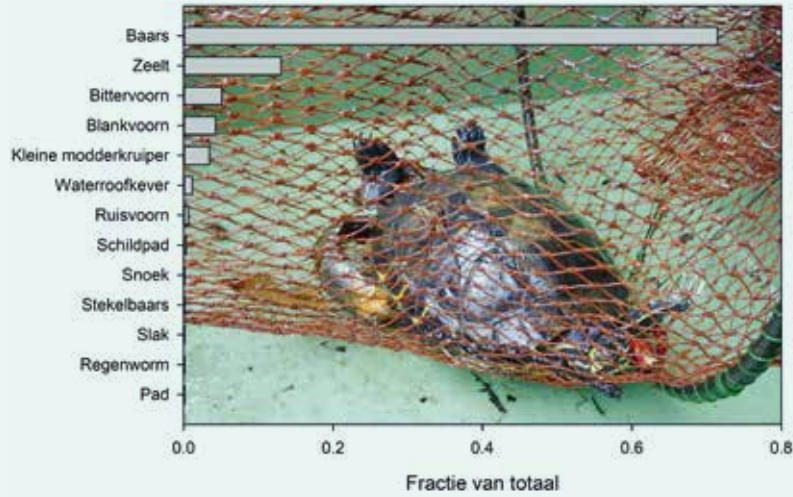 Baars
Zeelt
Bittervoorn
Blankvoorn
Kleine modderkruiper
Waterroofkever
Ruisvoorn
Schildpad
Snoek
Stekelbaars
Slak
Regenworm
Pad
0.0 0.2 0.4 0.6 0.8
Fractie van totaal